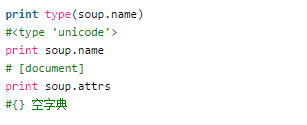 print type(soup.name)
#<type 'unicode'>
print soup.name
# [document]
print soup.attrs
#{} 空字典